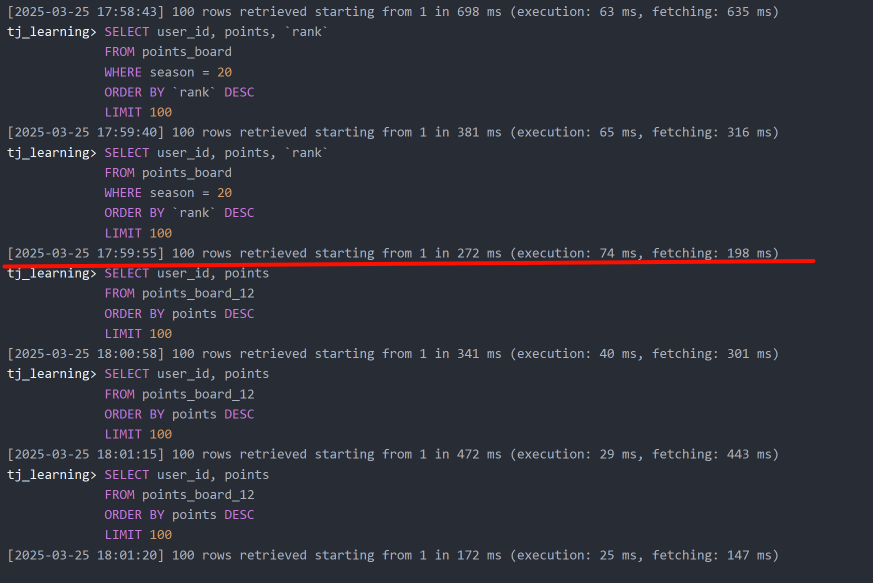 [2025-03-25 17:58:43] 100 rows retrieved starting from 1 in 698 ms (execution: 63 ms, fetching: 635 ms)
tj_learning> SELECT user_id, points, `rank`
FROM points_board
WHERE season = 20
ORDER BY `rank` DESC
LIMIT 100
[2025-03-25 17:59:40] 100 rows retrieved starting from 1 in 381 ms (execution: 65 ms, fetching: 316 ms)
tj_learning> SELECT user_id, points, `rank`
FROM points_board
WHERE season = 20
ORDER BY `rank` DESC
LIMIT 100
[2025-03-25 17:59:55] 100 rows retrieved starting from 1 in 272 ms (execution: 74 ms, fetching: 198 ms)
tj_learning> SELECT user_id, points
FROM points_board_12
ORDER BY points DESC
LIMIT 100
[2025-03-25 18:00:58] 100 rows retrieved starting from 1 in 341 ms (execution: 40 ms, fetching: 301 ms)
tj_learning> SELECT user_id, points
FROM points_board_12
ORDER BY points DESC
LIMIT 100
[2025-03-25 18:01:15] 100 rows retrieved starting from 1 in 472 ms (execution: 29 ms, fetching: 443 ms)
tj_learning> SELECT user_id, points
FROM points_board_12
ORDER BY points DESC
LIMIT 100
[2025-03-25 18:01:20] 100 rows retrieved starting from 1 in 172 ms (execution: 25 ms, fetching: 147 ms)